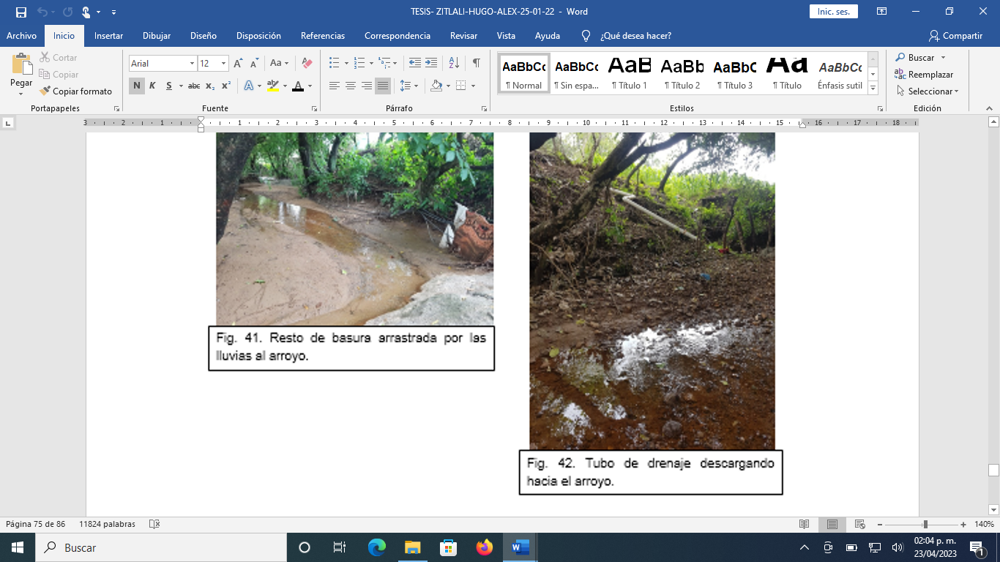 TESIS- ZITLALI-HUGO-ALEX-25-01-22 - Word
Inic. ses.
Archivo Inicio Insertar Dibujar Diseño Disposición Referencias Correspondencia Revisar Vista Ayuda ¿Qué desea hacer? Compartir
Pegar
Cortar
Copiar
Copiar formato
Portapapeles
Arial 12
Aa
N K S abc x₂ x² A ab A
Fuente
Párrafo
AaBbCc AaBbCc AaB AaBb AaBbC Aa AaBbCc
¶ Normal ¶ Sin espa... ¶ Título 1 ¶ Título 2 ¶ Título 3 ¶ Título Énfasis sutil
Estilos
Buscar
Reemplazar
Seleccionar
Edición
3 2 1 1 2 3 4 5 6 7 8 9 10 11 12 13 14 15 16 17 18
Fig. 41. Resto de basura arrastrada por las
lluvias al arroyo.
Fig. 42. Tubo de drenaje descargando
hacia el arroyo.
Página 75 de 86 11824 palabras 140%
Buscar
02:04 p. m.
23/04/2023
1